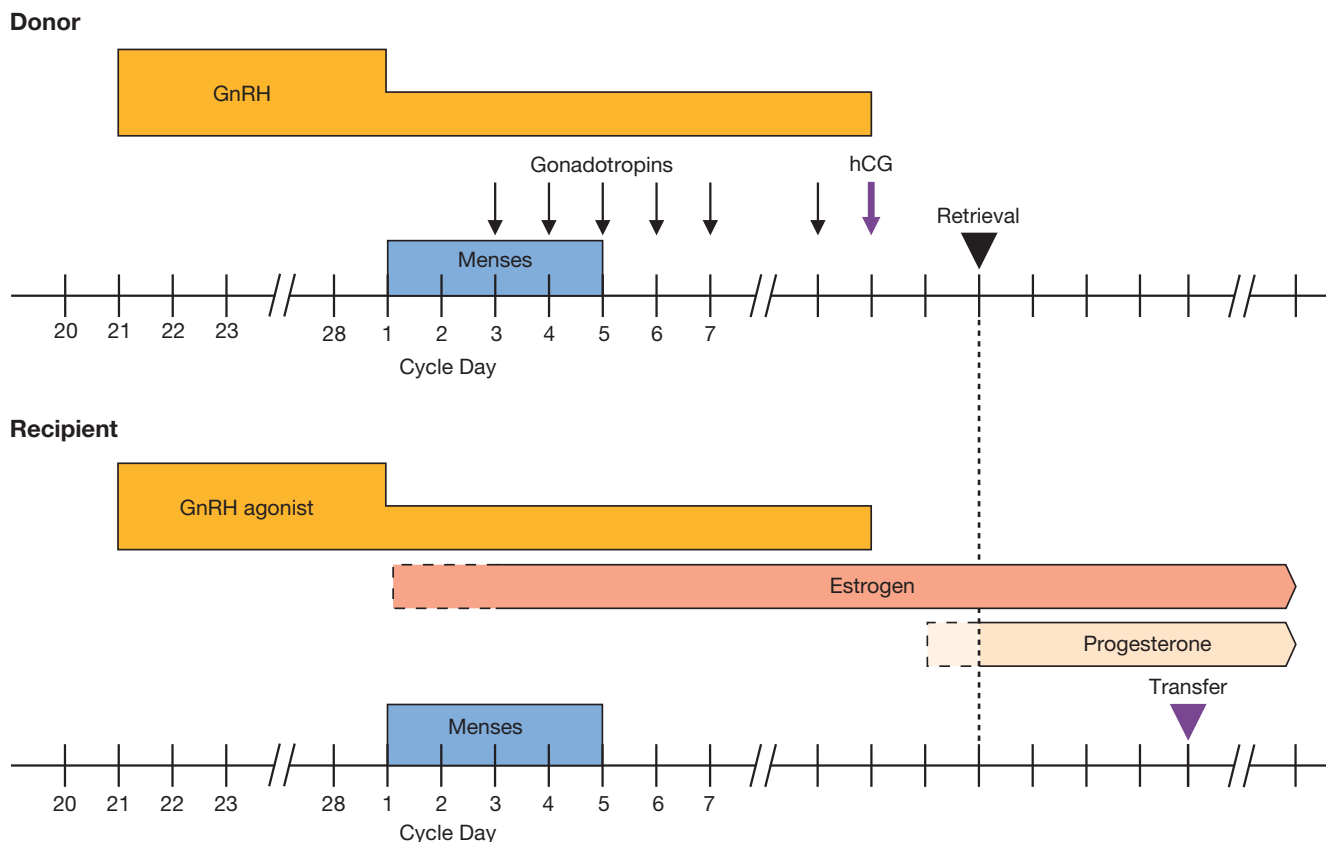 Donor
GnRH
Gonadotropins hCG
Retrieval
Menses
20 21 22 23 28 1 2 3 4 5 6 7
Cycle Day
Recipient
GnRH agonist
Estrogen
Progesterone
Transfer
Menses
20 21 22 23 28 1 2 3 4 5 6 7
Cycle Day